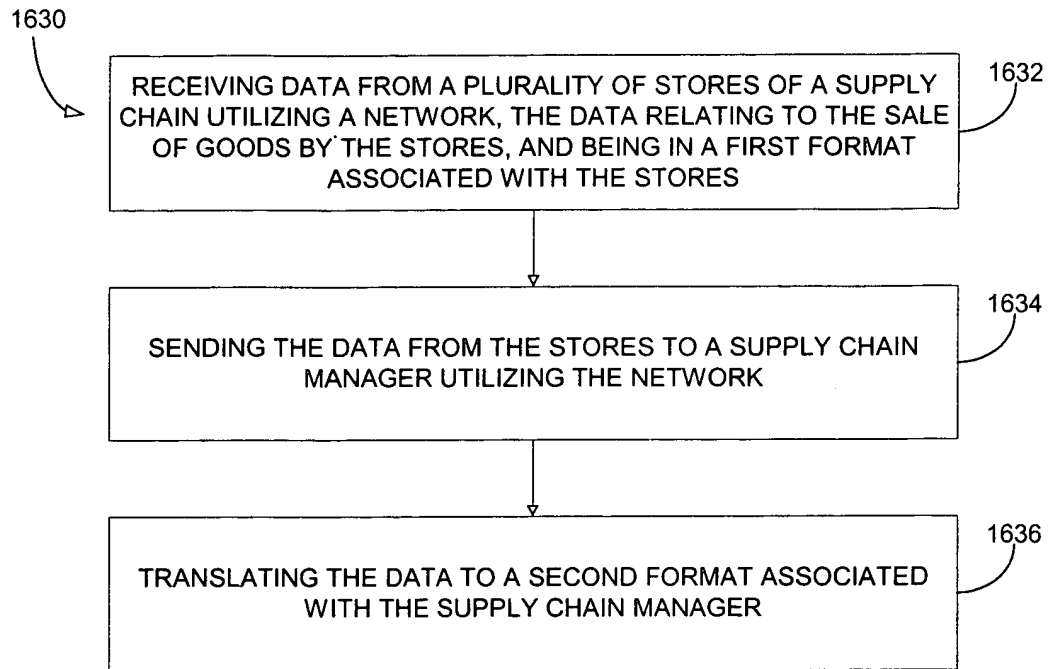 1630
1632
RECEIVING DATA FROM A PLURALITY OF STORES OF A SUPPLY
CHAIN UTILIZING A NETWORK, THE DATA RELATING TO THE SALE
OF GOODS BY THE STORES, AND BEING IN A FIRST FORMAT
ASSOCIATED WITH THE STORES
1634
SENDING THE DATA FROM THE STORES TO A SUPPLY CHAIN
MANAGER UTILIZING THE NETWORK
1636
TRANSLATING THE DATA TO A SECOND FORMAT ASSOCIATED
WITH THE SUPPLY CHAIN MANAGER